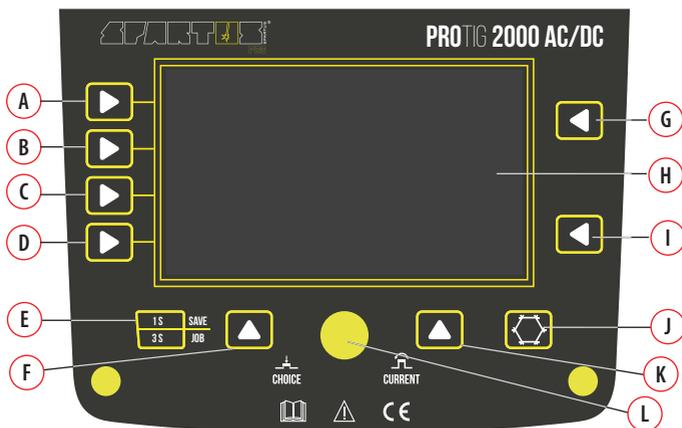 SPARTUS®
PROTIG 2000 AC/DC
A
B
C
D
E
F
G
H
I
J
K
L
1 S SAVE
3 S JOB
CHOICE
CURRENT
CE